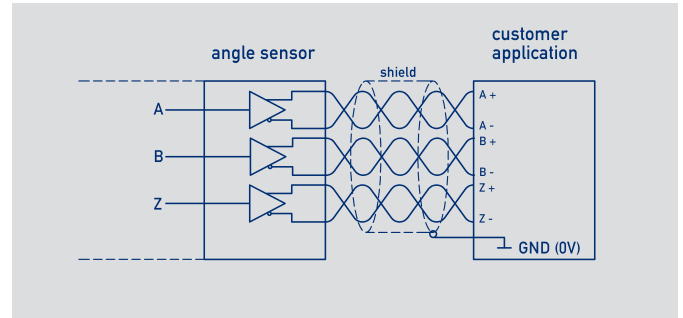 customer
application
angle sensor
shield
A
A +
A -
B
B +
B -
Z
Z +
Z -
GND (0V)